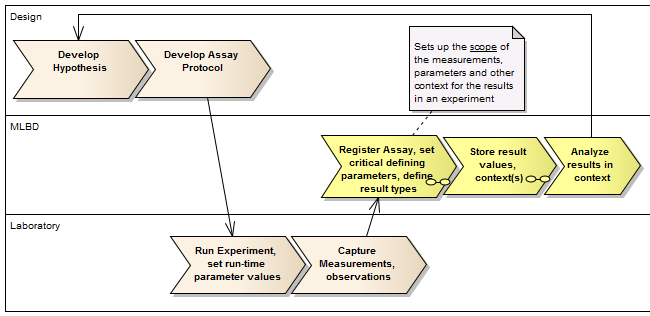 Design
Develop
Hypothesis
Develop Assay
Protocol
Sets up the scope of
the measurements,
parameters and other
context for the results
in an experiment
MLBD
Register Assay, set
critical defining
parameters, define
result types
Store result
values,
context(s)
Analyze
results in
context
Laboratory
Run Experiment,
set run-time
parameter values
Capture
Measurements,
observations